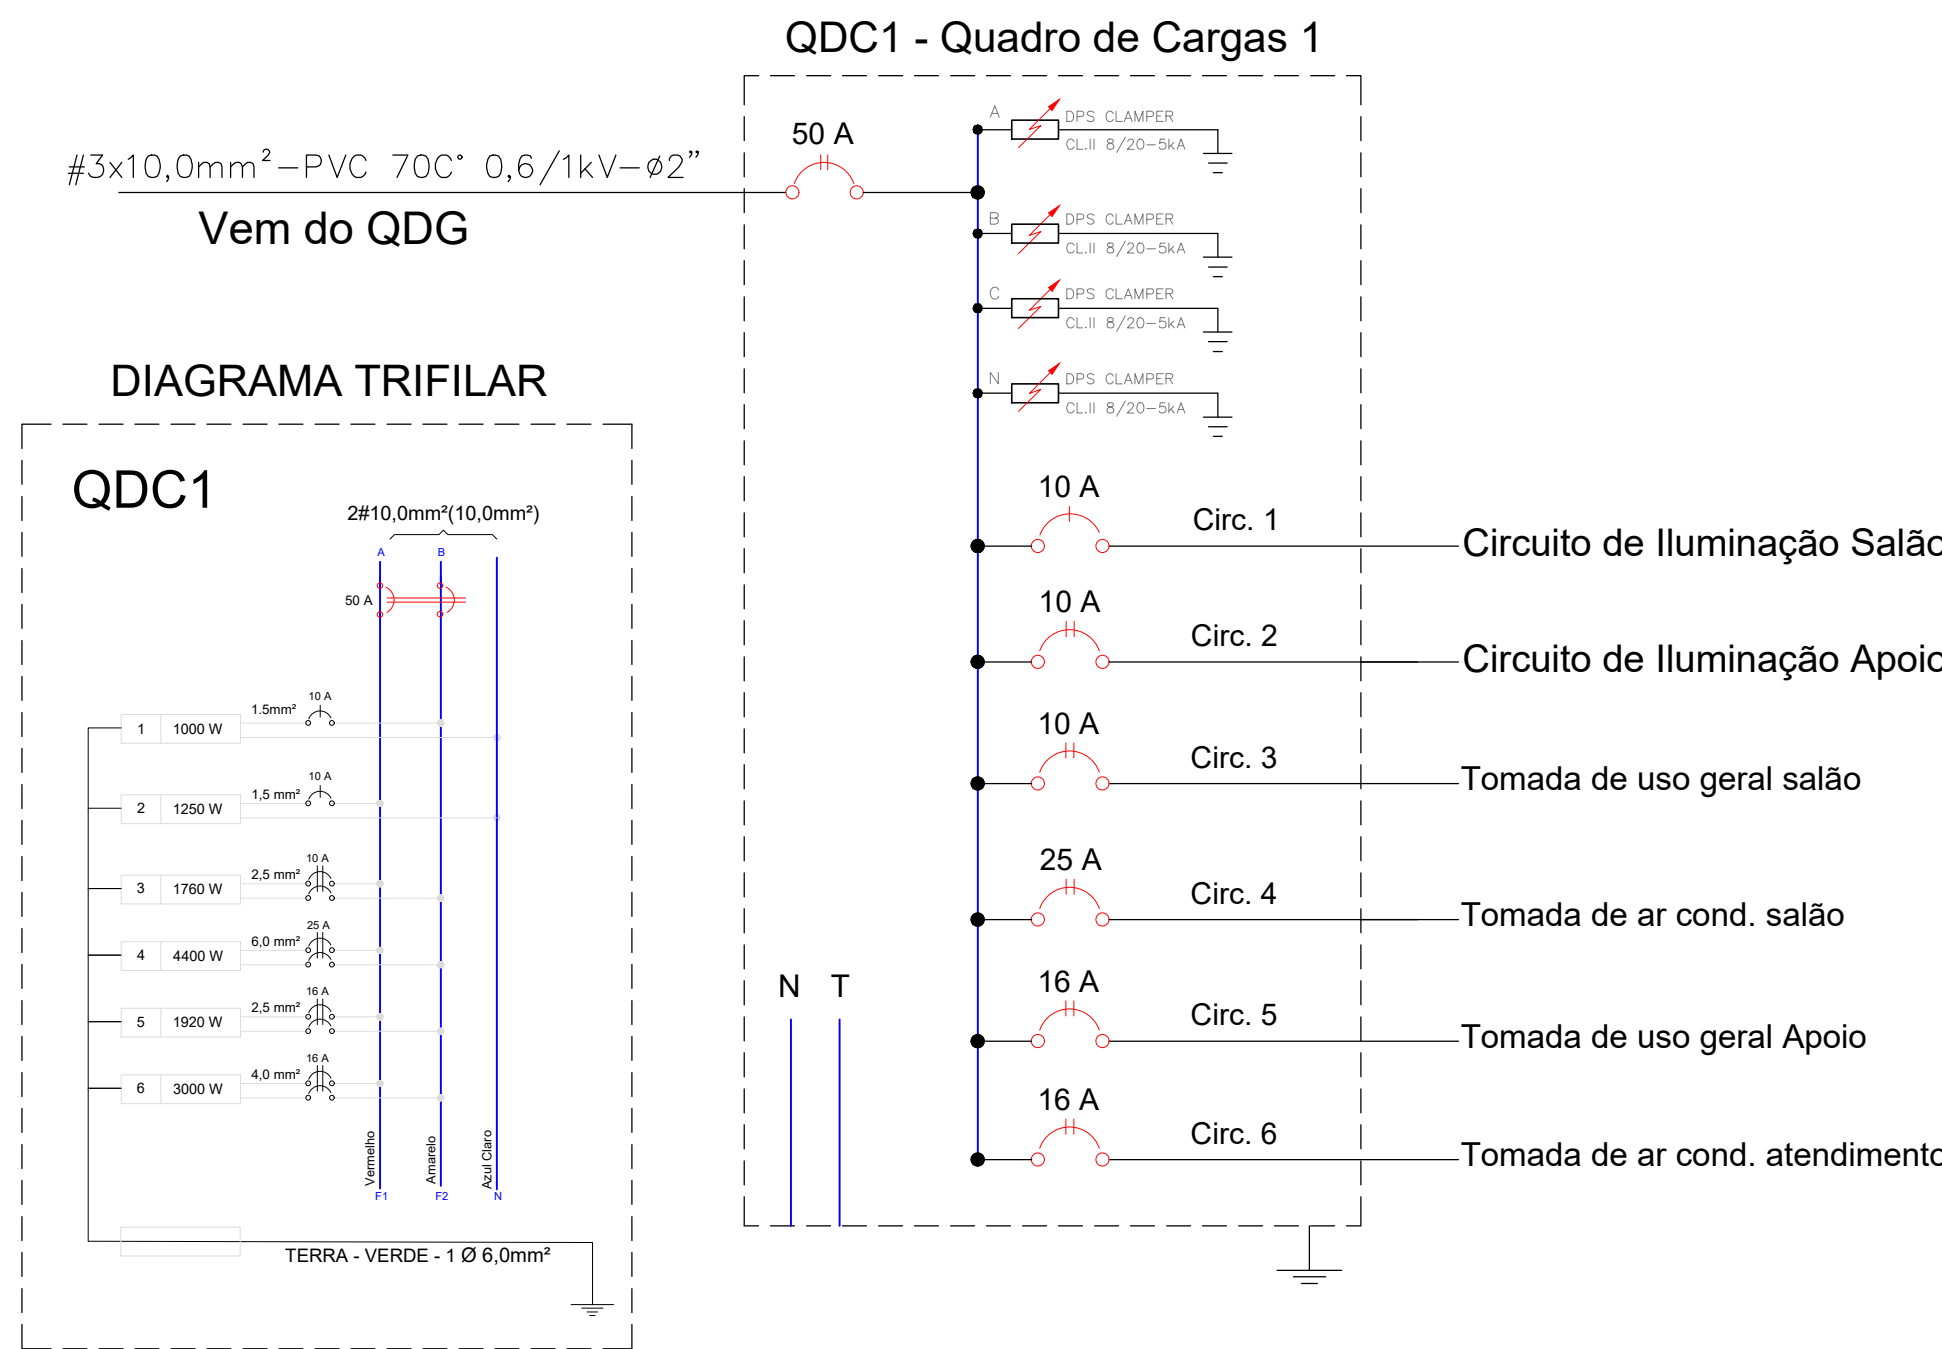 QDC1 - Quadro de Cargas 1
50 A
#3x10,0mm²-PVC 70C° 0,6/1kV-ø2”
Vem do QDG
A
DPS CLAMPER
CL.II 8/20-5kA
B
DPS CLAMPER
CL.II 8/20-5kA
C
DPS CLAMPER
CL.II 8/20-5kA
N
DPS CLAMPER
CL.II 8/20-5kA
10 A
Circ. 1
Circuito de Iluminação Salão
10 A
Circ. 2
Circuito de Iluminação Apoio
10 A
Circ. 3
Tomada de uso geral salão
25 A
Circ. 4
Tomada de ar cond. salão
16 A
Circ. 5
Tomada de uso geral Apoio
16 A
Circ. 6
Tomada de ar cond. atendimento
N T
DIAGRAMA TRIFILAR
QDC1
2#10,0mm²(10,0mm²)
A B
50 A
1 1000 W 1.5mm² 10 A
2 1250 W 1,5 mm² 10 A
3 1760 W 2,5 mm² 10 A
4 4400 W 6,0 mm² 25 A
5 1920 W 2,5 mm² 16 A
6 3000 W 4,0 mm² 16 A
Vermelho
Amarelo
Azul Claro
F1 F2 N
TERRA - VERDE - 1 Ø 6,0mm²